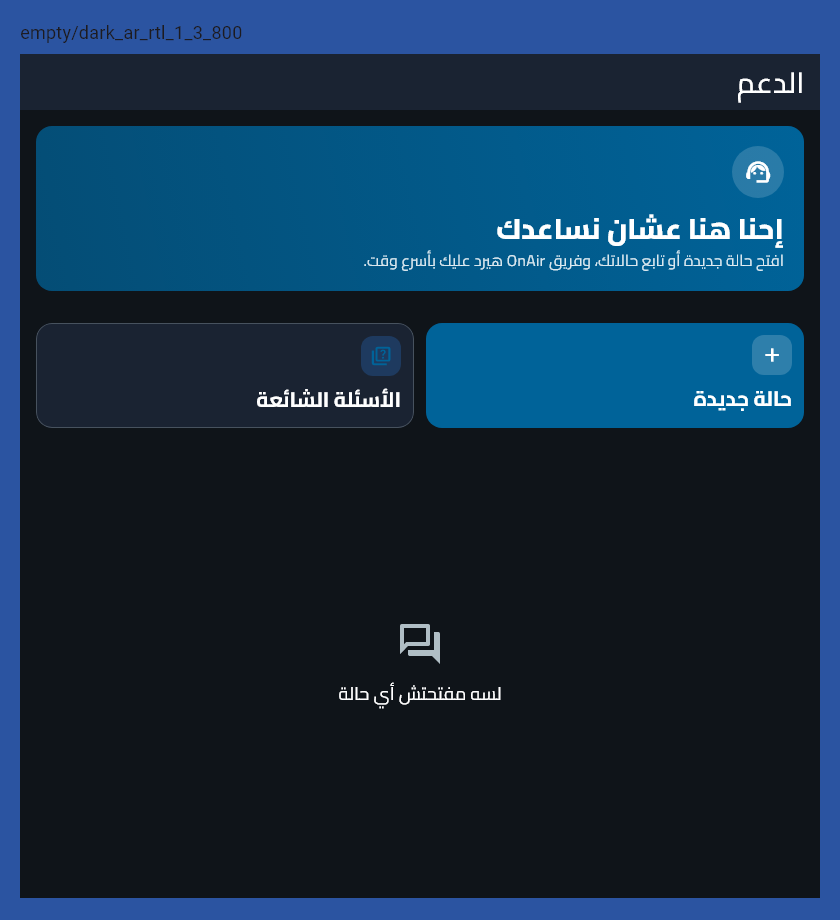 empty/dark_ar_rtl_1_3_800
الدعم
إحنا هنا عشان نساعدك
افتح حالة جديدة أو تابع حالاتك، وفريق OnAir هيرد عليك بأسرع وقت.
حالة جديدة
الأسئلة الشائعة
لسه مفتحتش أي حالة